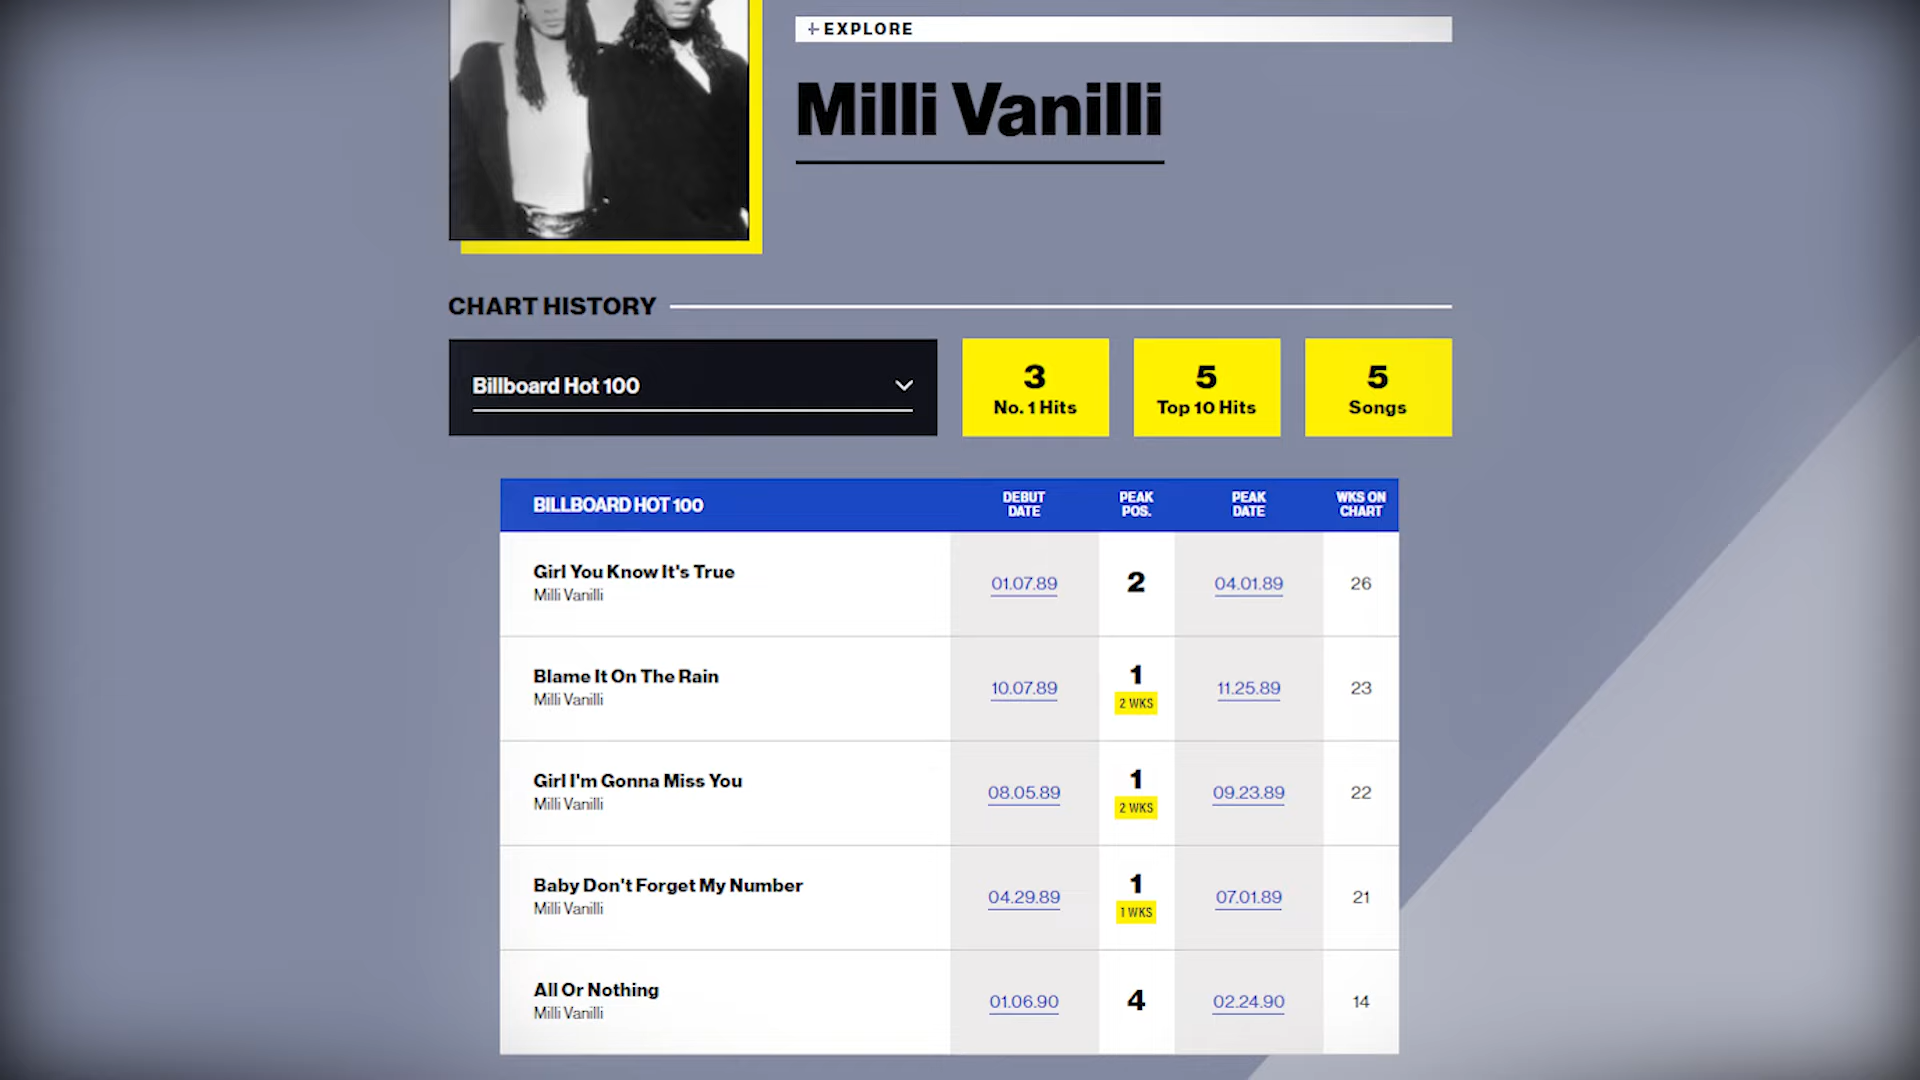 +EXPLORE
Milli Vanilli
CHART HISTORY
Billboard Hot 100
3
No. 1 Hits
5
Top 10 Hits
5
Songs
BILLBOARD HOT 100
DEBUT
DATE
PEAK
POS.
PEAK
DATE
WKS ON
CHART
Girl You Know It's True
Milli Vanilli
01.07.89
2
04.01.89
26
Blame It On The Rain
Milli Vanilli
10.07.89
1
2 WKS
11.25.89
23
Girl I'm Gonna Miss You
Milli Vanilli
08.05.89
1
2 WKS
09.23.89
22
Baby Don't Forget My Number
Milli Vanilli
04.29.89
1
1 WKS
07.01.89
21
All Or Nothing
Milli Vanilli
01.06.90
4
02.24.90
14